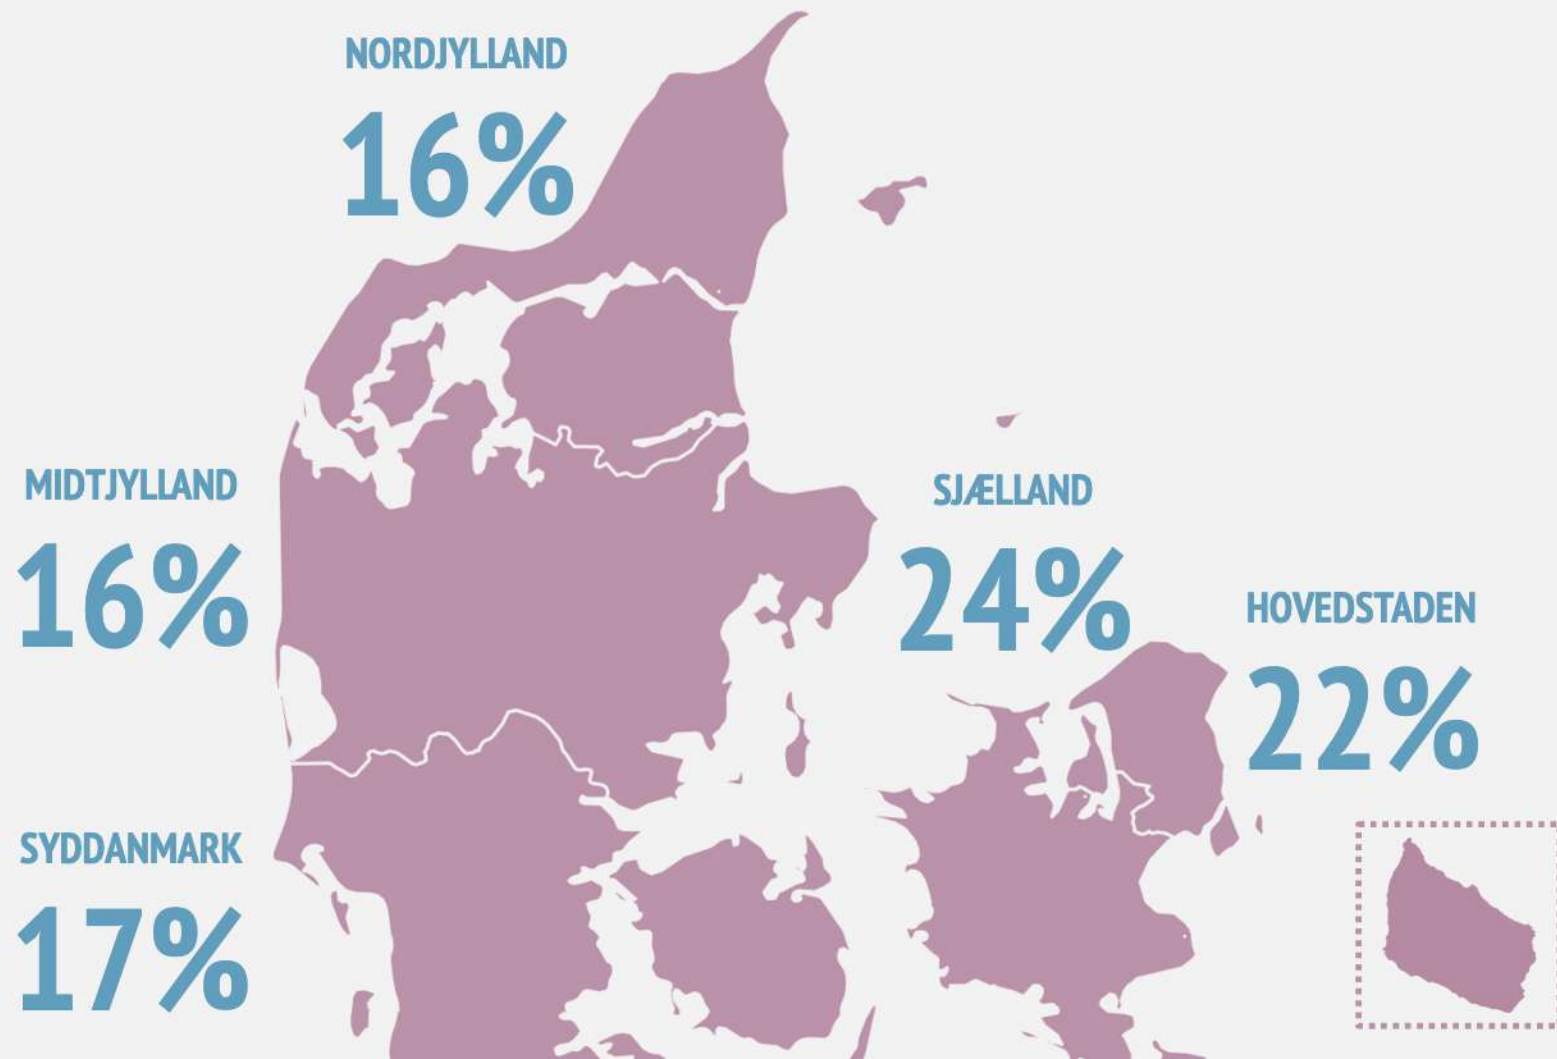 NORDJYLLAND
16%
MIDTJYLLAND
16%
SJÆLLAND
24%
HOVEDSTADEN
22%
SYDDANMARK
17%